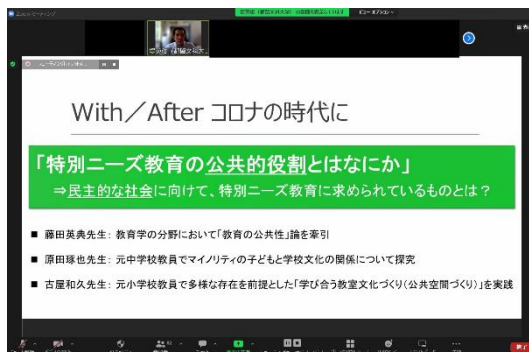 With／After コロナの時代に
「特別ニーズ教育の公共的役割とはなにか」
⇒民主的な社会に向けて、特別ニーズ教育に求められているものとは？
■ 藤田英典先生： 教育学の分野において「教育の公共性」論を牽引
■ 原田琢也先生： 元中学校教員でマイノリティの子どもと学校文化の関係について探究
■ 古屋和久先生： 元小学校教員で多様な存在を前提とした「学び合う教室文化づくり（公共空間づくり）」を実践
終了